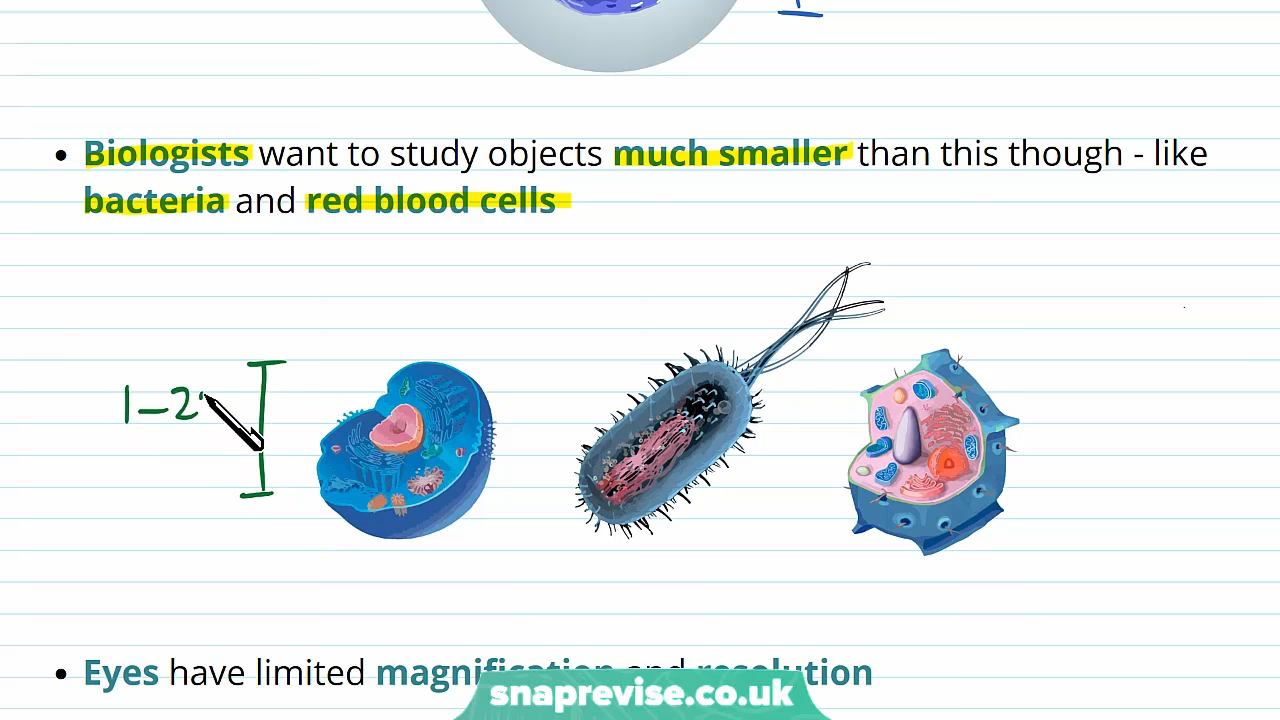 • Biologists want to study objects much smaller than this though - like
bacteria and red blood cells
1-2
• Eyes have limited magnification and resolution
snaprevise.co.uk